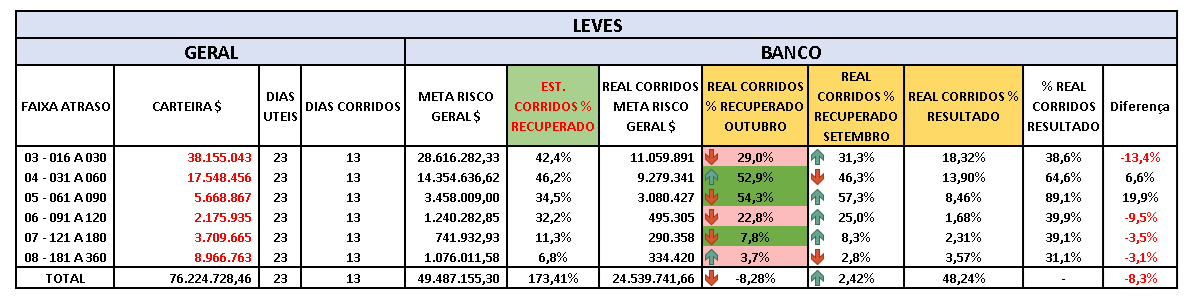 LEVES
GERAL BANCO
FAIXA ATRASO CARTEIRA $ DIAS UTEIS DIAS CORRIDOS META RISCO GERAL $ EST. CORRIDOS % RECUPERADO REAL CORRIDOS META RISCO GERAL $ REAL CORRIDOS % RECUPERADO OUTUBRO REAL CORRIDOS % RECUPERADO SETEMBRO REAL CORRIDOS % RESULTADO % REAL CORRIDOS RESULTADO Diferença
03 - 016 A 030 38.155.043 23 13 28.616.282,33 42,4% 11.059.891 29,0% 31,3% 18,32% 38,6% -13,4%
04 - 031 A 060 17.548.456 23 13 14.354.636,62 46,2% 9.279.341 52,9% 46,3% 13,90% 64,6% 6,6%
05 - 061 A 090 5.668.867 23 13 3.458.009,00 34,5% 3.080.427 54,3% 57,3% 8,46% 89,1% 19,9%
06 - 091 A 120 2.175.935 23 13 1.240.282,85 32,2% 495.305 22,8% 25,0% 1,68% 39,9% -9,5%
07 - 121 A 180 3.709.665 23 13 741.932,93 11,3% 290.358 7,8% 8,3% 2,31% 39,1% -3,5%
08 - 181 A 360 8.966.763 23 13 1.076.011,58 6,8% 334.420 3,7% 2,8% 3,57% 31,1% -3,1%
TOTAL 76.224.728,46 23 13 49.487.155,30 173,41% 24.539.741,66 -8,28% 2,42% 48,24% - -8,3%